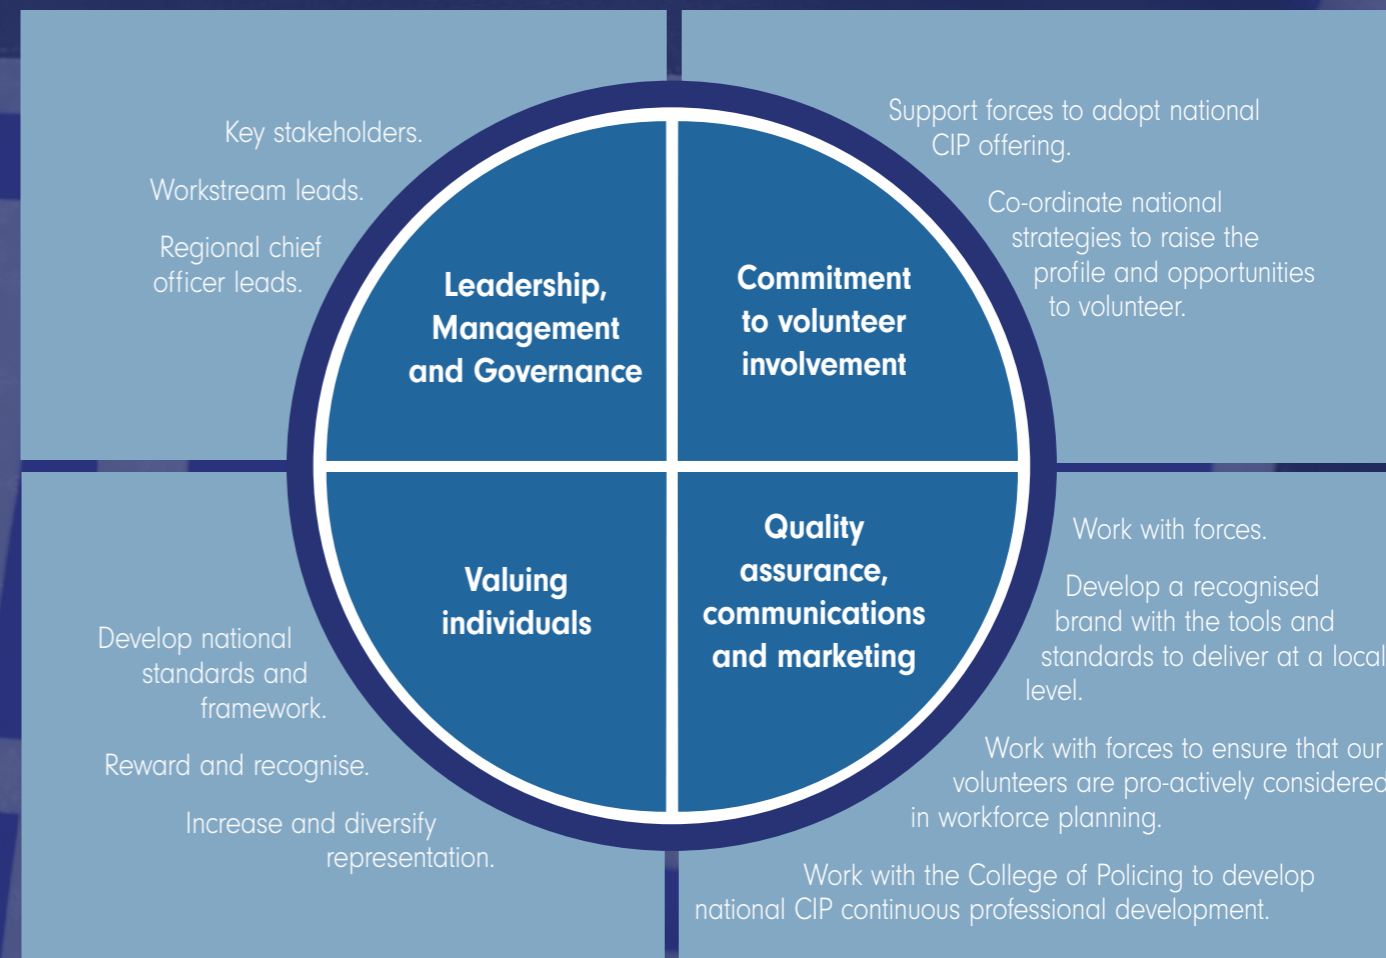 Key stakeholders.
Workstream leads.
Regional chief
officer leads.
Leadership,
Management
and Governance
Support forces to adopt national
CIP offering.
Co-ordinate national
strategies to raise the
profile and opportunities
to volunteer.
Commitment
to volunteer
involvement
Valuing
individuals
Develop national
standards and
framework.
Reward and recognise.
Increase and diversify
representation.
Quality
assurance,
communications
and marketing
Work with forces.
Develop a recognised
brand with the tools and
standards to deliver at a local
level.
Work with forces to ensure that our
volunteers are pro-actively considered
in workforce planning.
Work with the College of Policing to develop
national CIP continuous professional development.